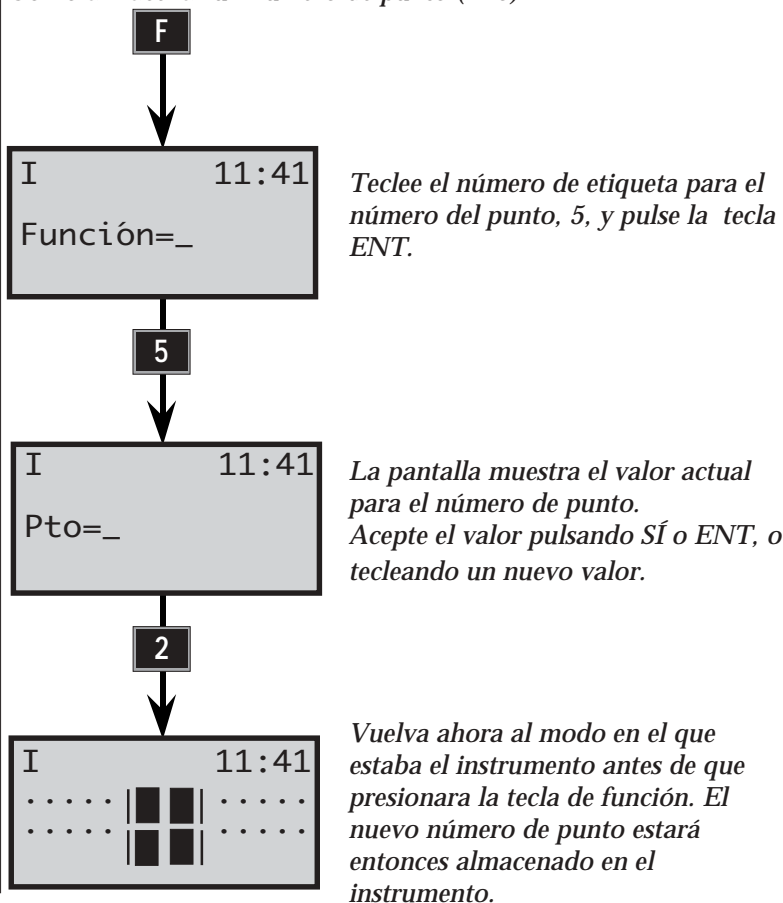 F
I 11:41
Función=_
Teclee el número de etiqueta para el
número del punto, 5, y pulse la tecla
ENT.
5
I 11:41
Pto=_
La pantalla muestra el valor actual
para el número de punto.
Acepte el valor pulsando SÍ o ENT, o
tecleando un nuevo valor.
2
I 11:41
Vuelva ahora al modo en el que
estaba el instrumento antes de que
presionara la tecla de función. El
nuevo número de punto estará
entonces almacenado en el
instrumento.